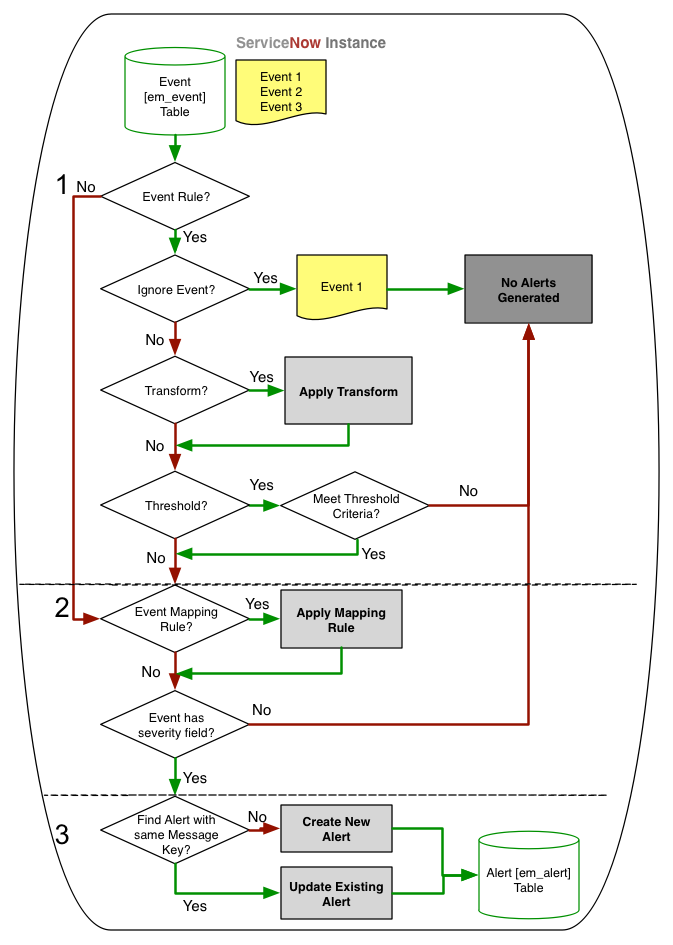 ServiceNow Instance
Event
[em_event]
Table
Event 1
Event 2
Event 3
1
No
Event Rule?
Yes
Ignore Event?
Yes
Event 1
No Alerts
Generated
No
Transform?
Yes
Apply Transform
No
Threshold?
Yes
Meet Threshold
Criteria?
No
Yes
No
2
Event Mapping
Rule?
Yes
Apply Mapping
Rule
No
Event has
severity field?
No
Yes
3
Find Alert with
same Message
Key?
No
Create New
Alert
Yes
Update Existing
Alert
Alert [em_alert]
Table